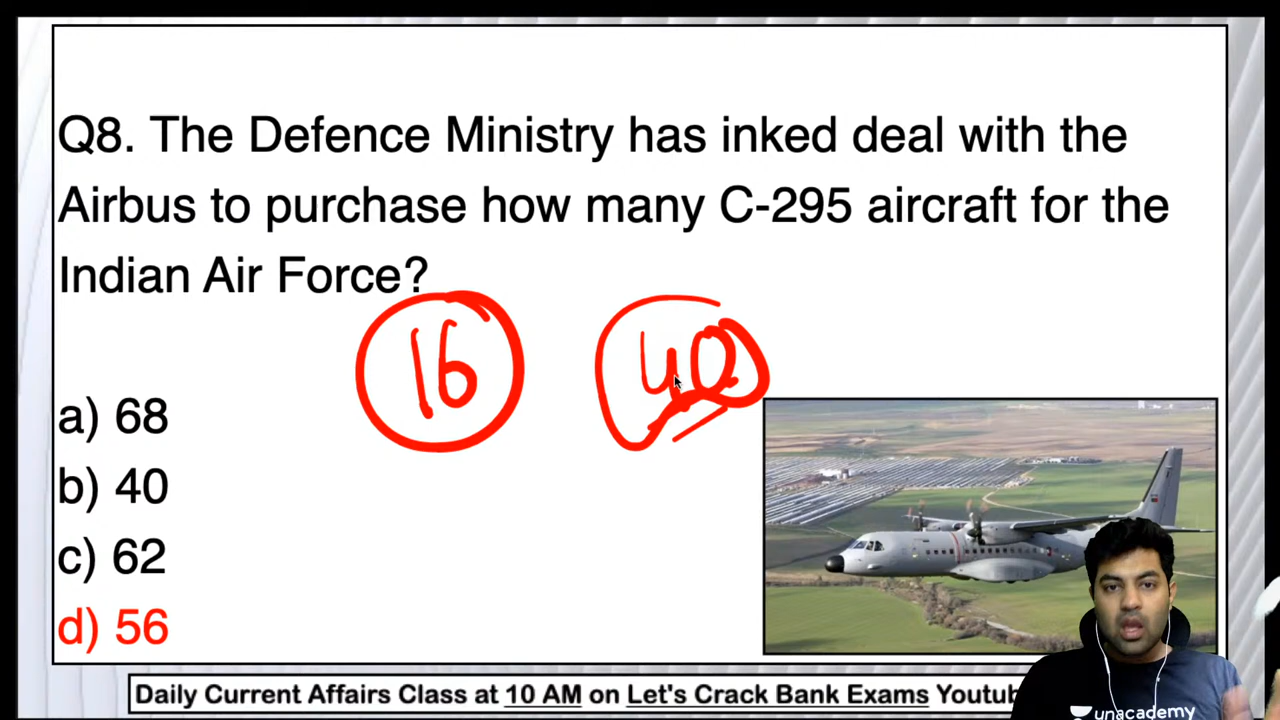 Q8. The Defence Ministry has inked deal with the
Airbus to purchase how many C-295 aircraft for the
Indian Air Force?
16 40
a) 68
b) 40
c) 62
d) 56
Daily Current Affairs Class at 10 AM on Let's Crack Bank Exams Youtub
unacademy